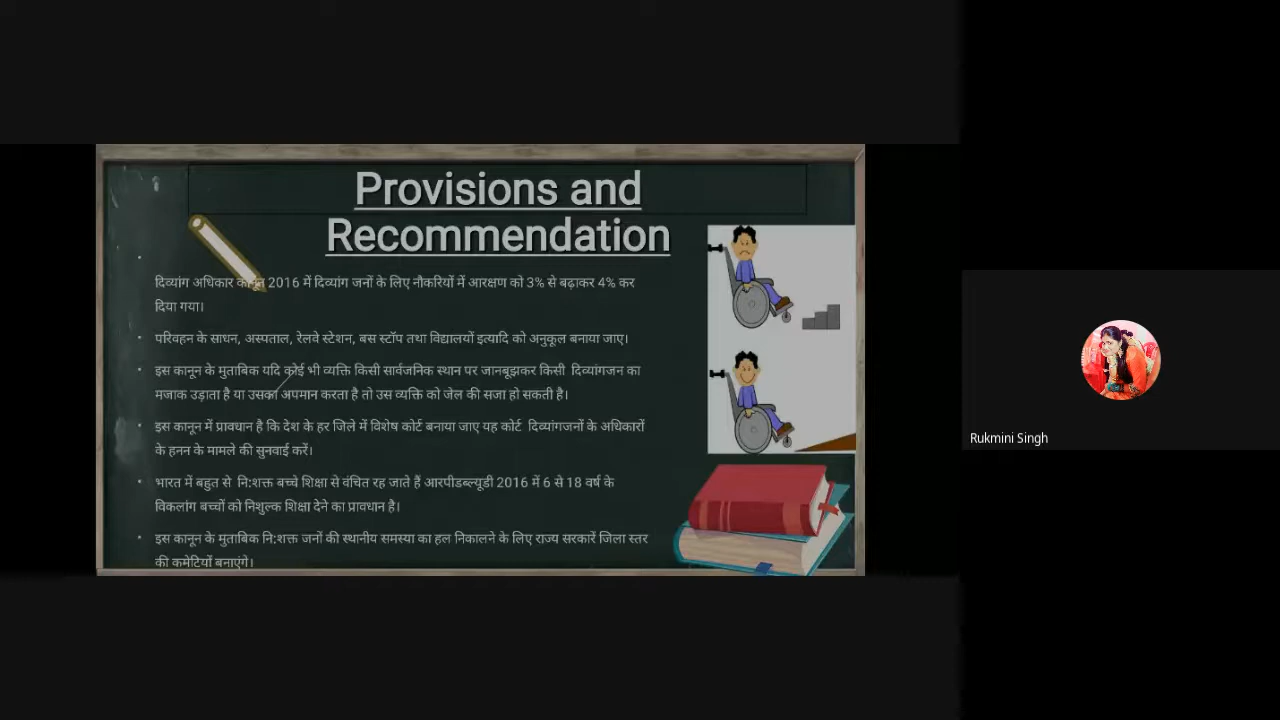 Provisions and
Recommendation
दिव्यांग अधिकार कानून 2016 में दिव्यांग जनों के लिए नौकरियों में आरक्षण को 3% से बढ़ाकर 4% कर
दिया गया।
परिवहन के साधन, अस्पताल, रेलवे स्टेशन, बस स्टॉप तथा विद्यालयों इत्यादि को अनुकूल बनाया जाए।
इस कानून के मुताबिक यदि कोई भी व्यक्ति किसी सार्वजनिक स्थान पर जानबूझकर किसी दिव्यांगजन का
मजाक उड़ाता है या उसका अपमान करता है तो उस व्यक्ति को जेल की सजा हो सकती है।
इस कानून में प्रावधान है कि देश के हर जिले में विशेष कोर्ट बनाया जाए यह कोर्ट दिव्यांगजनों के अधिकारों
के हनन के मामले की सुनवाई करें।
भारत में बहुत से नि:शक्त बच्चे शिक्षा से वंचित रह जाते हैं आरपीडब्ल्यूडी 2016 में 6 से 18 वर्ष के
विकलांग बच्चों को निशुल्क शिक्षा देने का प्रावधान है।
इस कानून के मुताबिक नि:शक्त जनों की स्थानीय समस्या का हल निकालने के लिए राज्य सरकारें जिला स्तर
की कमेटियों बनाएंगे।
Rukmini Singh